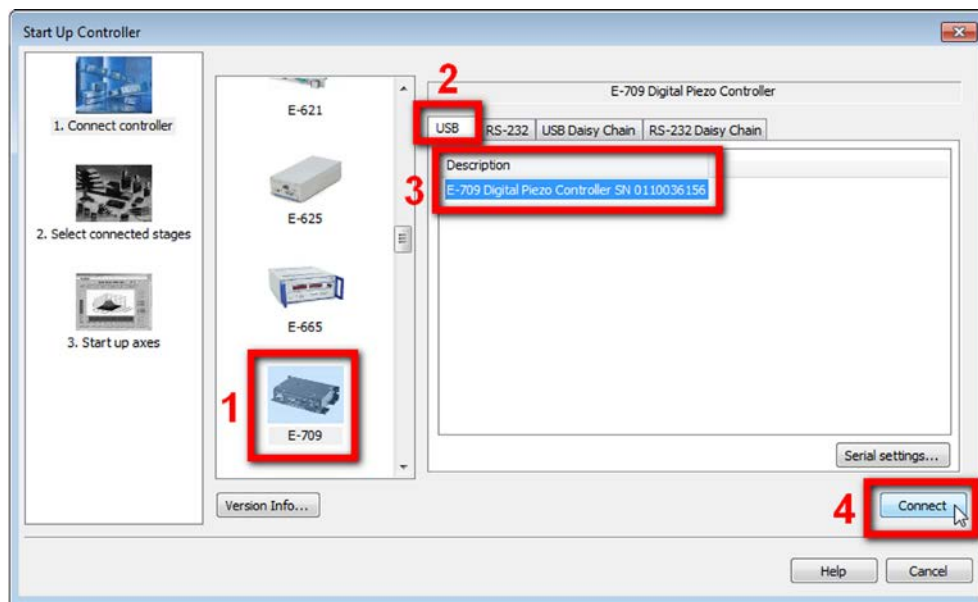 Start Up Controller
1. Connect controller
2. Select connected stages
3. Start up axes
E-621
E-625
E-665
1
E-709
Version Info...
2
E-709 Digital Piezo Controller
USB
RS-232
USB Daisy Chain
RS-232 Daisy Chain
3
Description
E-709 Digital Piezo Controller SN 0110036156
Serial settings...
4
Connect
Help
Cancel